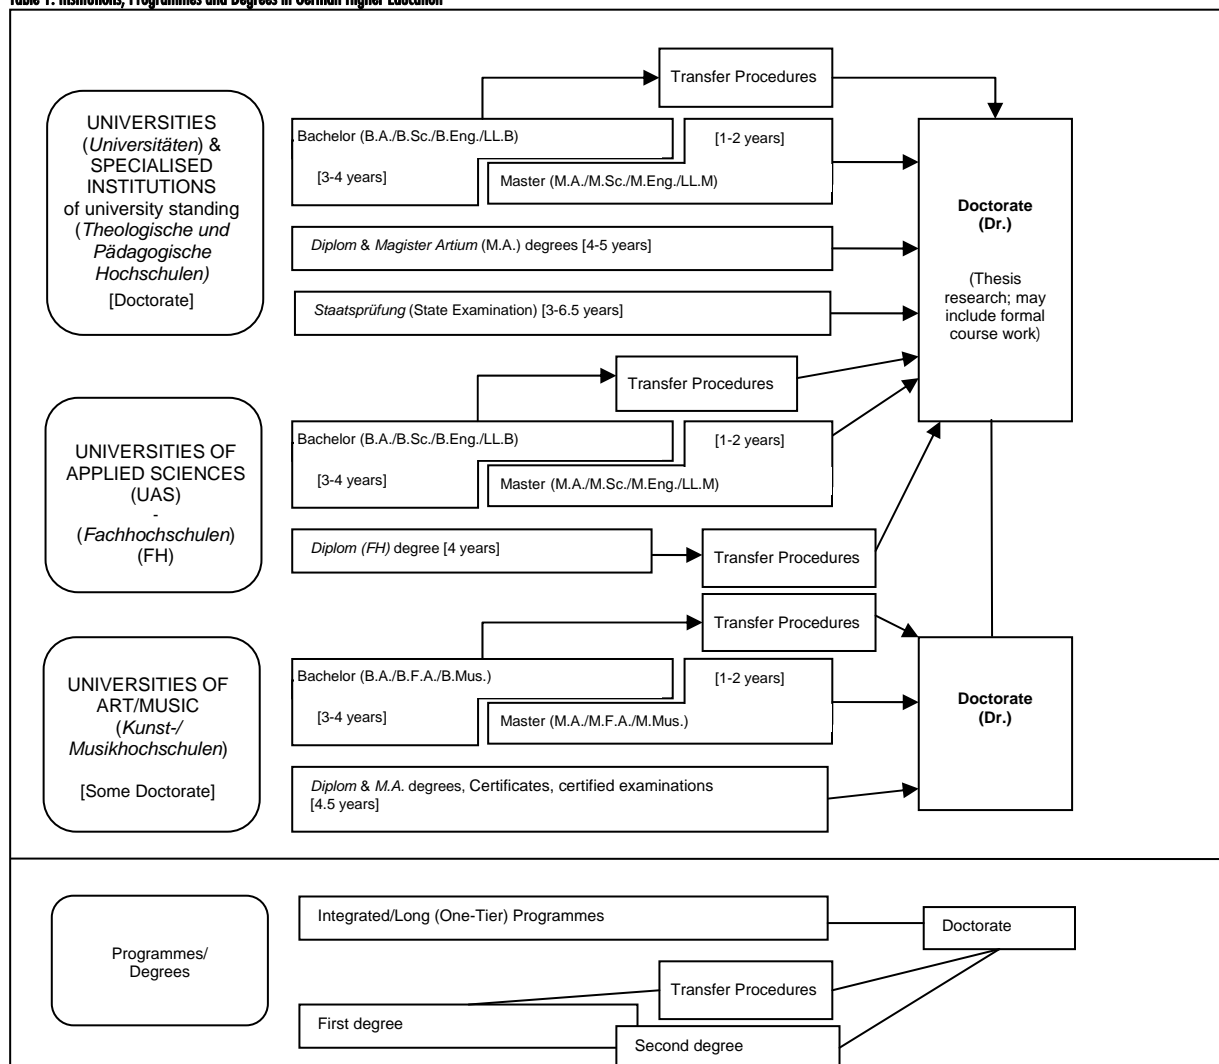 Table 1: Institutions, Programmes and Degrees in German Higher Education
UNIVERSITIES
(Universitäten) &
SPECIALISED
INSTITUTIONS
of university standing
(Theologische und
Pädagogische
Hochschulen)
[Doctorate]
Transfer Procedures
Bachelor (B.A./B.Sc./B.Eng./LL.B)
[3-4 years]
[1-2 years]
Master (M.A./M.Sc./M.Eng./LL.M)
Diplom & Magister Artium (M.A.) degrees [4-5 years]
Staatsprüfung (State Examination) [3-6.5 years]
Doctorate
(Dr.)
(Thesis
research; may
include formal
course work)
UNIVERSITIES OF
APPLIED SCIENCES
(UAS)
-
(Fachhochschulen)
(FH)
Transfer Procedures
Bachelor (B.A./B.Sc./B.Eng./LL.B)
[3-4 years]
[1-2 years]
Master (M.A./M.Sc./M.Eng./LL.M)
Diplom (FH) degree [4 years]
Transfer Procedures
UNIVERSITIES OF
ART/MUSIC
(Kunst-/
Musikhochschulen)
[Some Doctorate]
Transfer Procedures
Bachelor (B.A./B.F.A./B.Mus.)
[3-4 years]
[1-2 years]
Master (M.A./M.F.A./M.Mus.)
Diplom & M.A. degrees, Certificates, certified examinations
[4.5 years]
Doctorate
(Dr.)
Programmes/
Degrees
Integrated/Long (One-Tier) Programmes
Doctorate
Transfer Procedures
First degree
Second degree